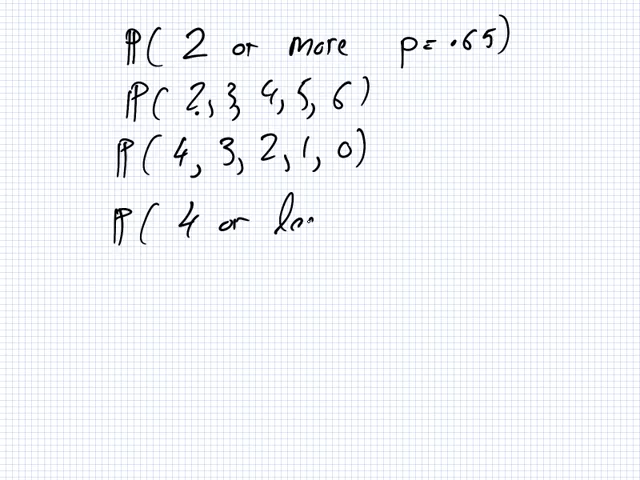 ℙ( 2 or more p = .65)
ℙ( 2, 3 4, 5, 6 )
ℙ( 4, 3, 2, 1, 0)
ℙ( 4 or